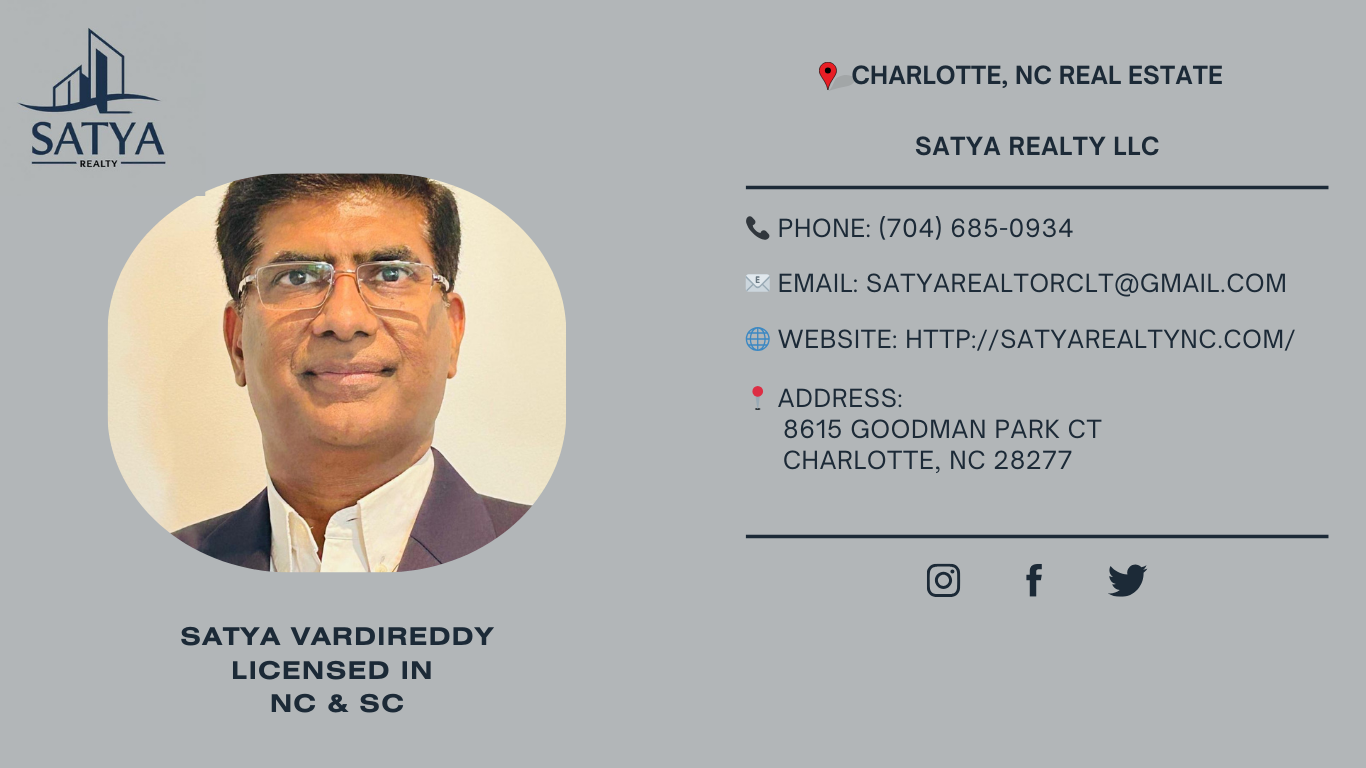 SATYA
REALTY
CHARLOTTE, NC REAL ESTATE
SATYA REALTY LLC
PHONE: (704) 685-0934
EMAIL: SATYAREALTORCLT@GMAIL.COM
WEBSITE: HTTP://SATYAREALTYNC.COM/
ADDRESS:
8615 GOODMAN PARK CT
CHARLOTTE, NC 28277
SATYA VARDIREDDY
LICENSED IN
NC & SC